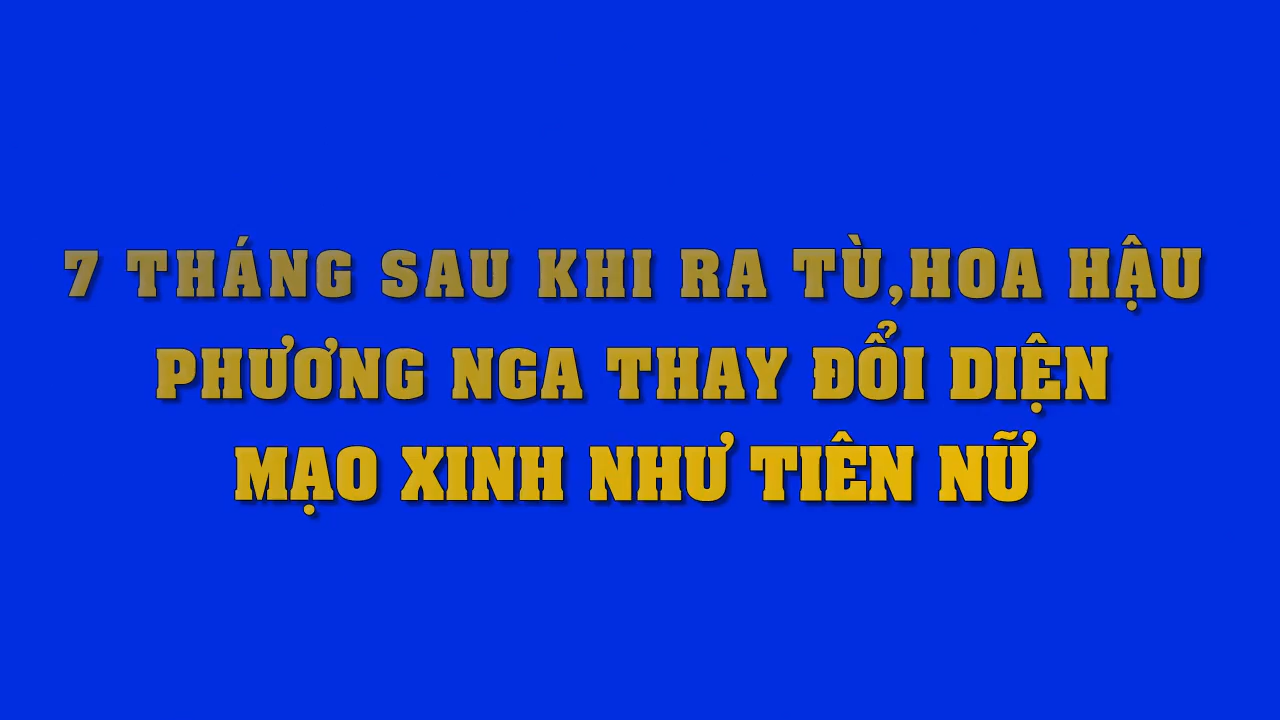 7 THÁNG SAU KHI RA TÙ,HOA HẬU
PHƯƠNG NGA THAY ĐỔI DIỆN
MẠO XINH NHƯ TIÊN NỮ